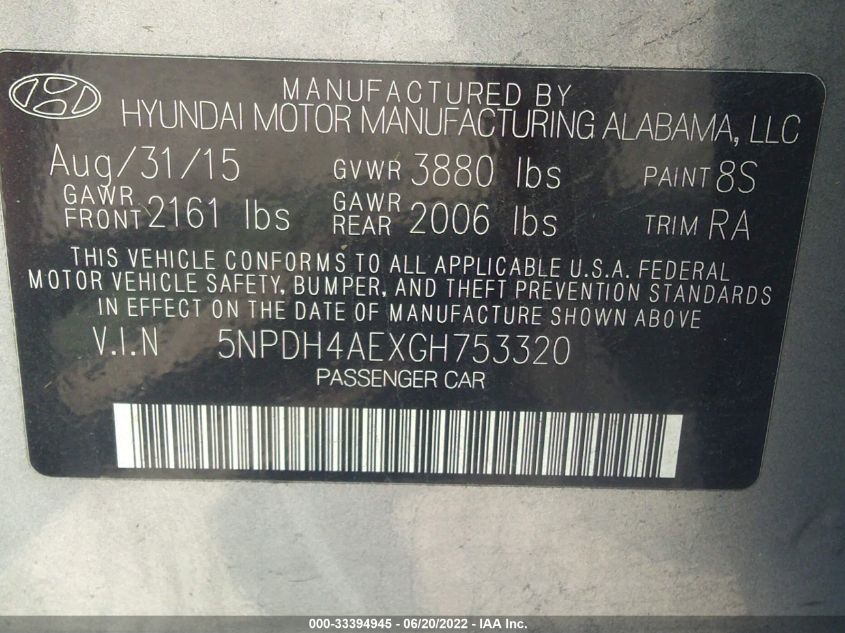 MANUFACTURED BY
HYUNDAI MOTOR MANUFACTURING ALABAMA, LLC
Aug/31/15 GVWR 3880 lbs PAINT 8S
GAWR FRONT 2161 lbs GAWR REAR 2006 lbs TRIM RA
THIS VEHICLE CONFORMS TO ALL APPLICABLE U.S.A. FEDERAL
MOTOR VEHICLE SAFETY, BUMPER, AND THEFT PREVENTION STANDARDS
IN EFFECT ON THE DATE OF MANUFACTURE SHOWN ABOVE.
V.I.N 5NPDH4AEXGH753320
PASSENGER CAR
000-33394945 | 06/20/2022 | IAA Inc.